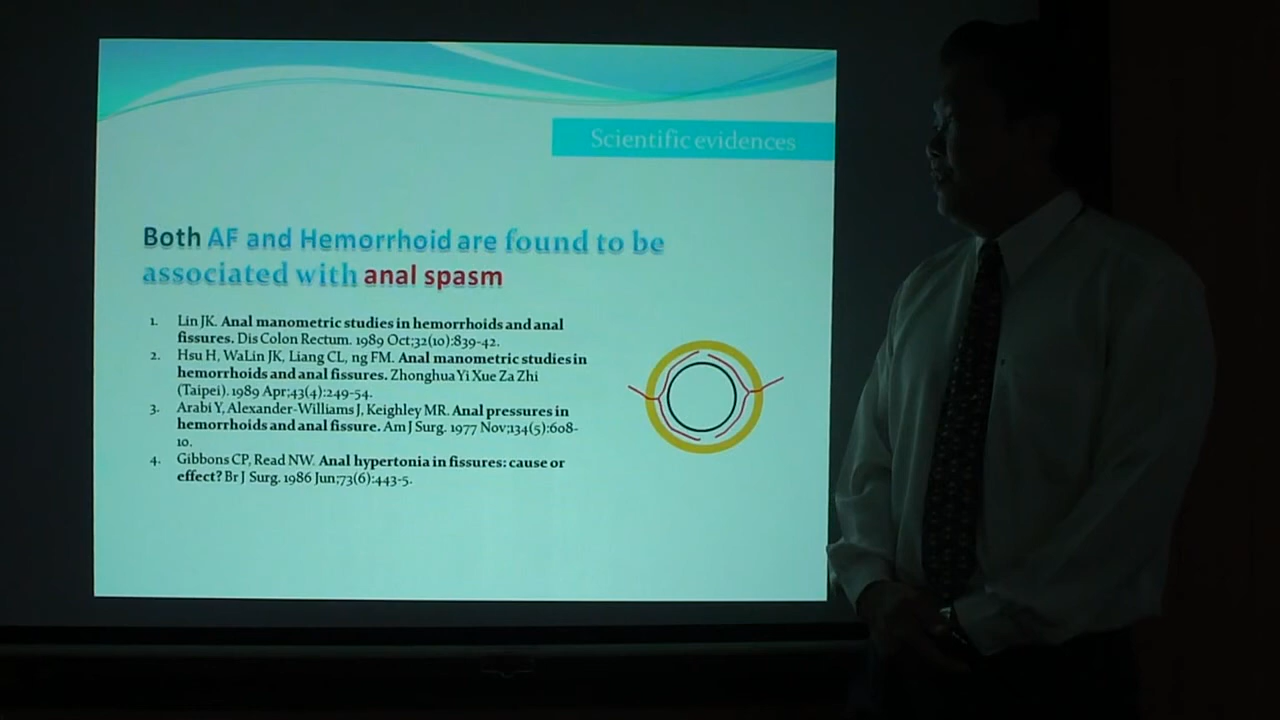 Scientific evidences
Both AF and Hemorrhoid are found to be
associated with anal spasm
1. Lin JK. Anal manometric studies in hemorrhoids and anal
fissures. Dis Colon Rectum. 1989 Oct;32(10):839-42.
2. Hsu H, WaLin JK, Liang CL, ng FM. Anal manometric studies in
hemorrhoids and anal fissures. Zhonghua Yi Xue Za Zhi
(Taipei). 1989 Apr;43(4):249-54.
3. Arabi Y, Alexander-Williams J, Keighley MR. Anal pressures in
hemorrhoids and anal fissure. Am J Surg. 1977 Nov;134(5):608-
10.
4. Gibbons CP, Read NW. Anal hypertonia in fissures: cause or
effect? Br J Surg. 1986 Jun;73(6):443-5.